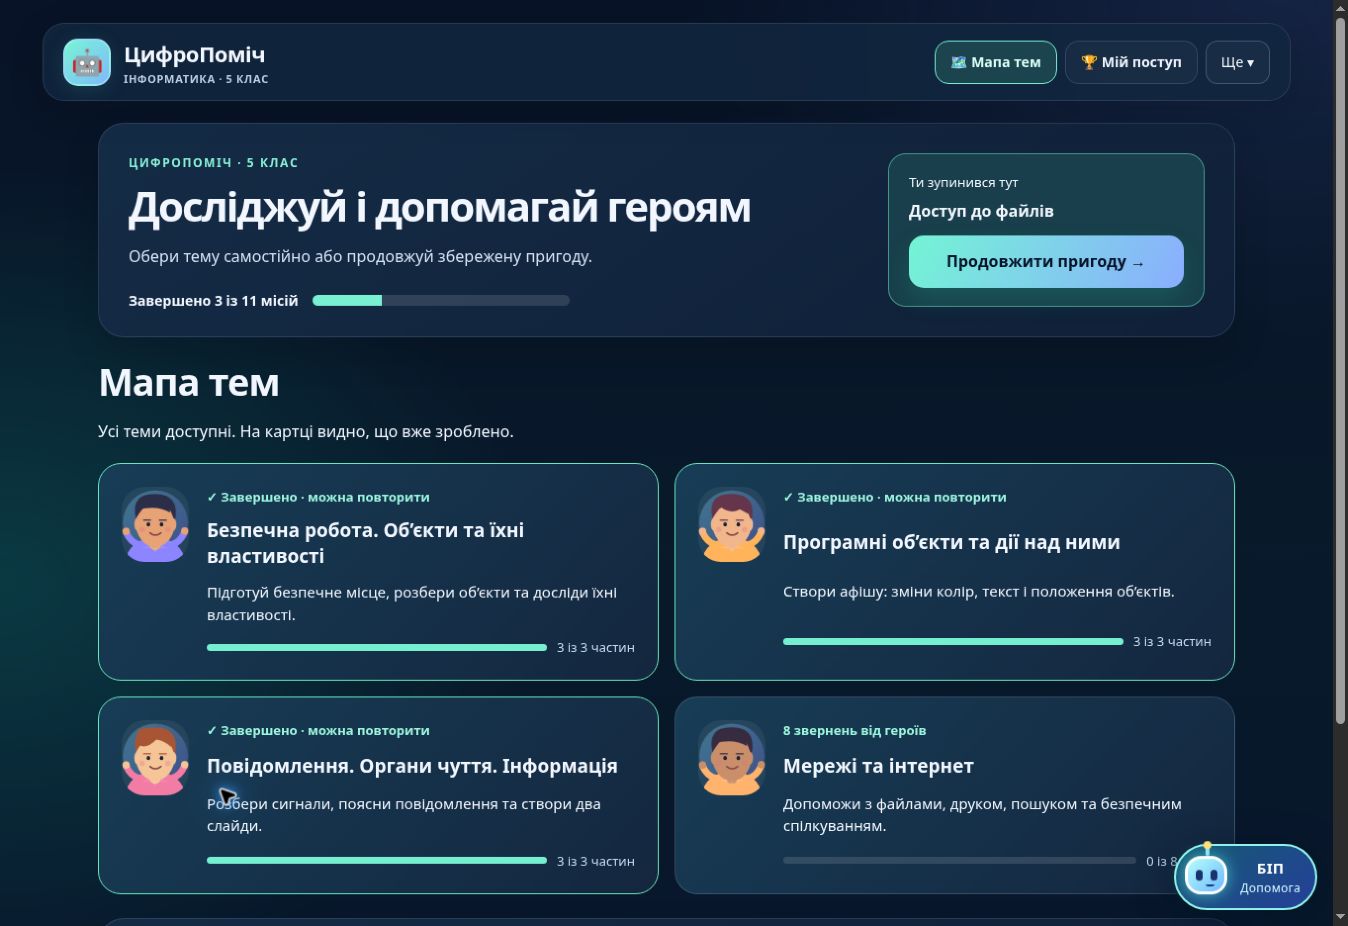 ЦифроПоміч
ІНФОРМАТИКА · 5 КЛАС
🗺️ Мапа тем
🏆 Мій поступ
Ще ▾
ЦИФРОПОМІЧ · 5 КЛАС
Досліджуй і допомагай героям
Обери тему самостійно або продовжуй збережену пригоду.
Завершено 3 із 11 місій
Ти зупинився тут
Доступ до файлів
Продовжити пригоду →
Мапа тем
Усі теми доступні. На картці видно, що вже зроблено.
✓ Завершено · можна повторити
Безпечна робота. Об’єкти та їхні
властивості
Підготуй безпечне місце, розбери об’єкти та досліди їхні
властивості.
3 із 3 частин
✓ Завершено · можна повторити
Програмні об’єкти та дії над ними
Створи афішу: зміни колір, текст і положення об’єктів.
3 із 3 частин
✓ Завершено · можна повторити
Повідомлення. Органи чуття. Інформація
Розбери сигнали, поясни повідомлення та створи два
слайди.
3 із 3 частин
8 звернень від героїв
Мережі та інтернет
Допоможи з файлами, друком, пошуком та безпечним
спілкуванням.
0 із 8
БІП
Допомога